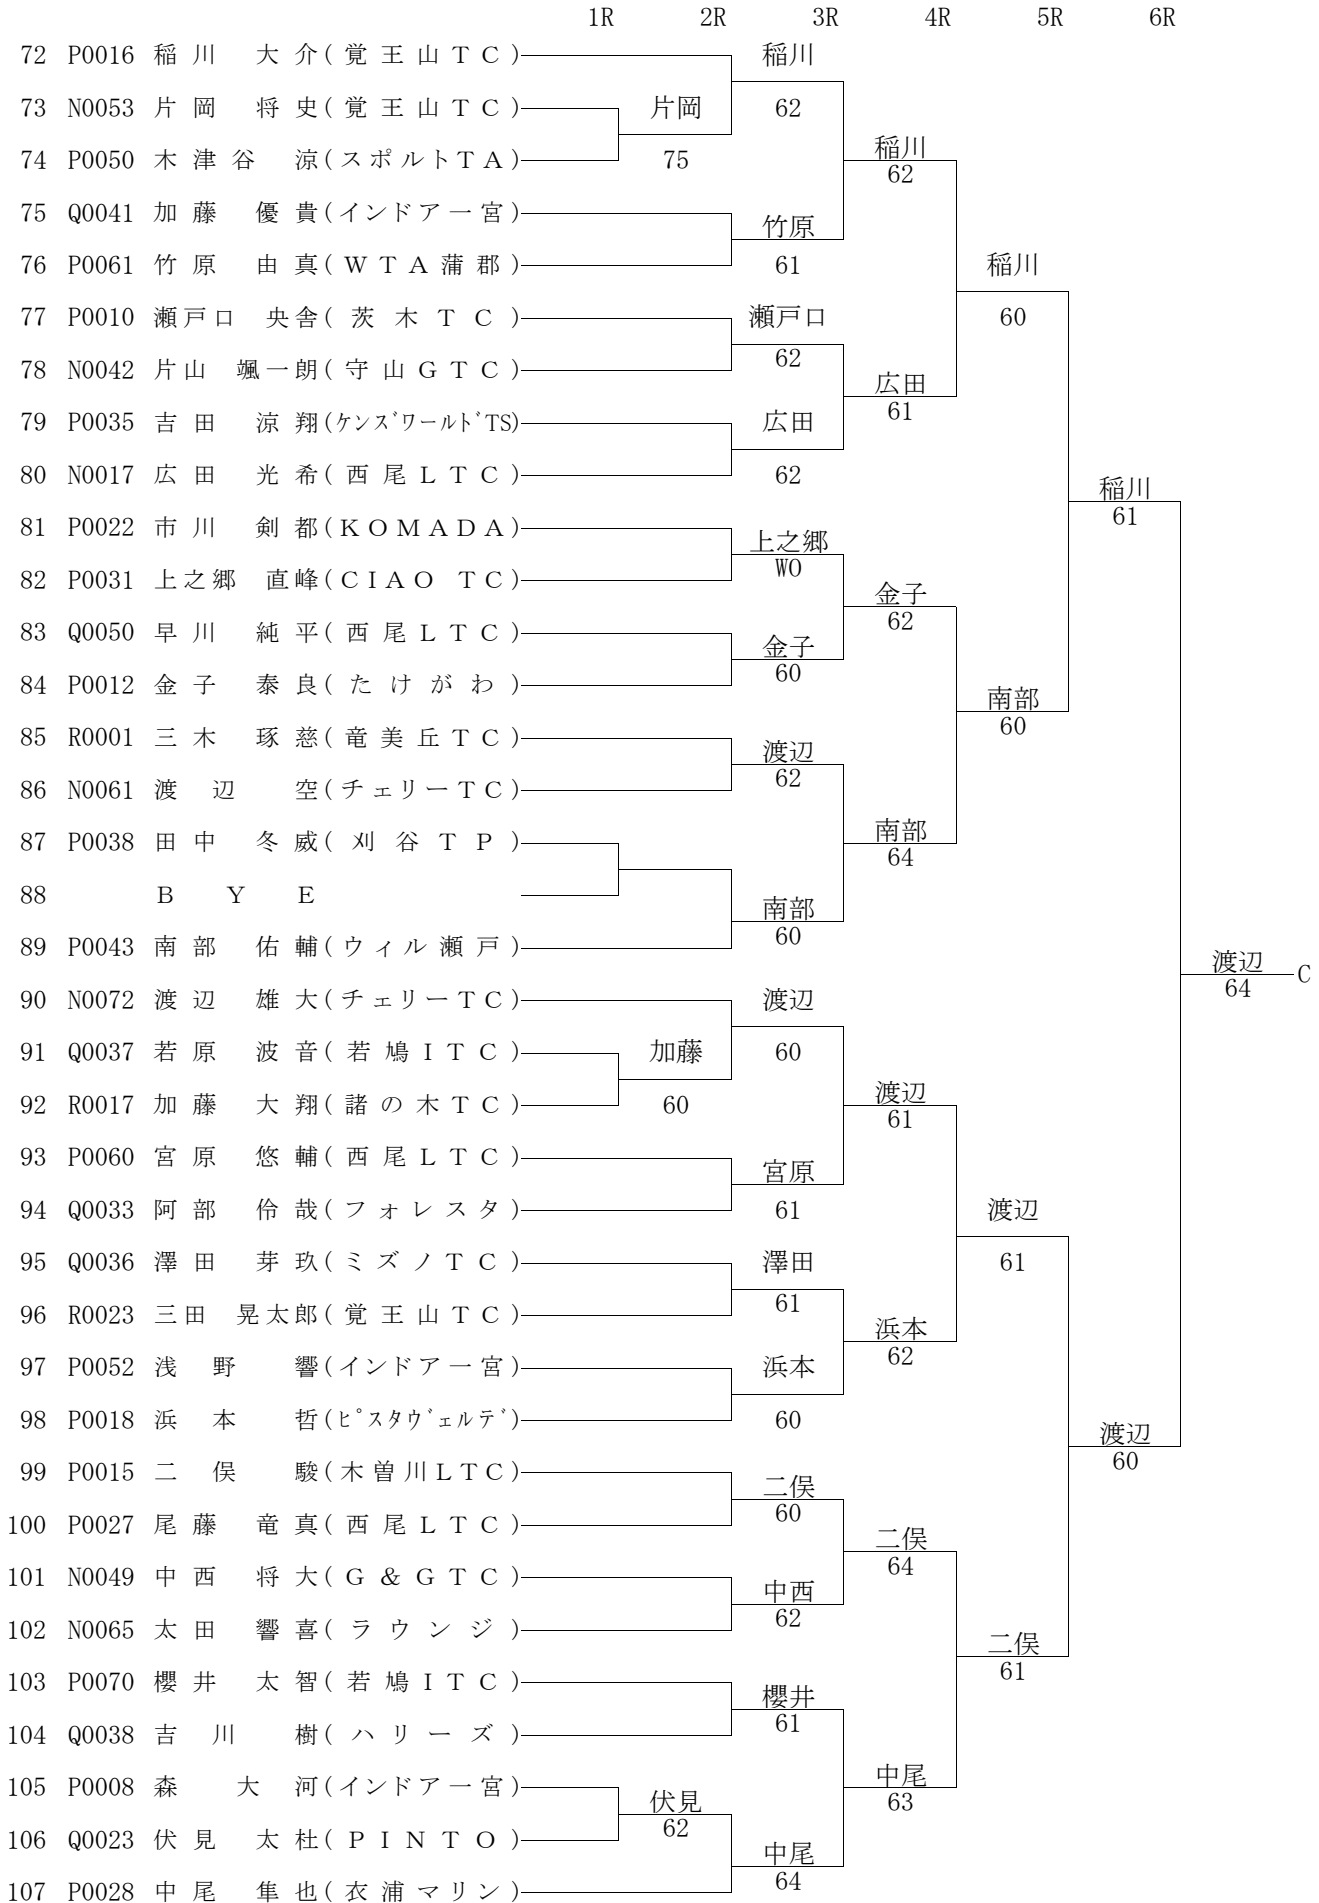 1R 2R 3R 4R 5R 6R
72 P0016 稲川 大介(覚王山TC) 稲川
73 N0053 片岡 将史(覚王山TC) 片岡 62
稲川
74 P0050 木津谷 涼(スポルトTA) 75 62
75 Q0041 加藤 優貴(インドア一宮)
竹原
76 P0061 竹原 由真(WTA蒲郡) 61 稲川
77 P0010 瀬戸口 央舎(茨木TC) 瀬戸口 60
62
78 N0042 片山 颯一朗(守山GTC)
広田
61
79 P0035 吉田 涼翔(ケンズワールドTS) 広田
80 N0017 広田 光希(西尾LTC) 62
稲川
61
81 P0022 市川 剣都(KOMADA)
上之郷
WO
82 P0031 上之郷 直峰(CIAO TC)
金子
62
83 Q0050 早川 純平(西尾LTC)
金子
60
84 P0012 金子 泰良(たけがわ)
南部
60
85 R0001 三木 琢慈(竜美丘TC)
渡辺
62
86 N0061 渡辺 空(チェリーTC)
南部
87 P0038 田中 冬威(刈谷TP)
64
88 BYE
南部
60
89 P0043 南部 佑輔(ウィル瀬戸)
渡辺 C
64
90 N0072 渡辺 雄大(チェリーTC) 渡辺
91 Q0037 若原 波音(若鳩ITC) 加藤 60
渡辺
92 R0017 加藤 大翔(諸の木TC) 60 61
93 P0060 宮原 悠輔(西尾LTC)
宮原
94 Q0033 阿部 伶哉(フォレスタ) 61 渡辺
95 Q0036 澤田 芽玖(ミズノTC) 澤田 61
61
96 R0023 三田 晃太郎(覚王山TC)
浜本
62
97 P0052 浅野 響(インドア一宮) 浜本
98 P0018 浜本 哲(ピスタヴェルデ) 60
渡辺
60
99 P0015 二俣 駿(木曽川LTC)
二俣
60
100 P0027 尾藤 竜真(西尾LTC)
二俣
64
101 N0049 中西 将大(G&GTC)
中西
62
102 N0065 太田 響喜(ラウンジ)
二俣
61
103 P0070 櫻井 太智(若鳩ITC)
櫻井
61
104 Q0038 吉川 樹(ハリーズ)
中尾
105 P0008 森 大河(インドア一宮)
伏見 63
62
106 Q0023 伏見 太杜(PINTO)
中尾
64
107 P0028 中尾 隼也(衣浦マリン)